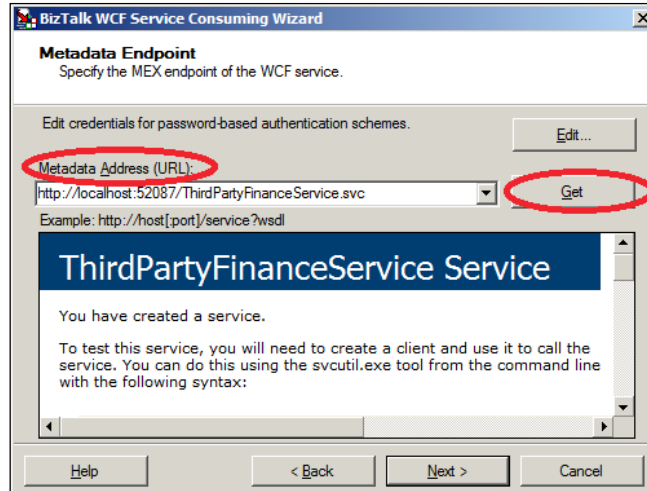 BizTalk WCF Service Consuming Wizard
Metadata Endpoint
Specify the MEX endpoint of the WCF service.
Edit credentials for password-based authentication schemes.
Edit...
Metadata Address (URL):
http://localhost:52087/ThirdPartyFinanceService.svc
Get
Example: http://host[:port]/service?wsdl
ThirdPartyFinanceService Service
You have created a service.
To test this service, you will need to create a client and use it to call the
service. You can do this using the svcutil.exe tool from the command line
with the following syntax:
Help
< Back
Next >
Cancel